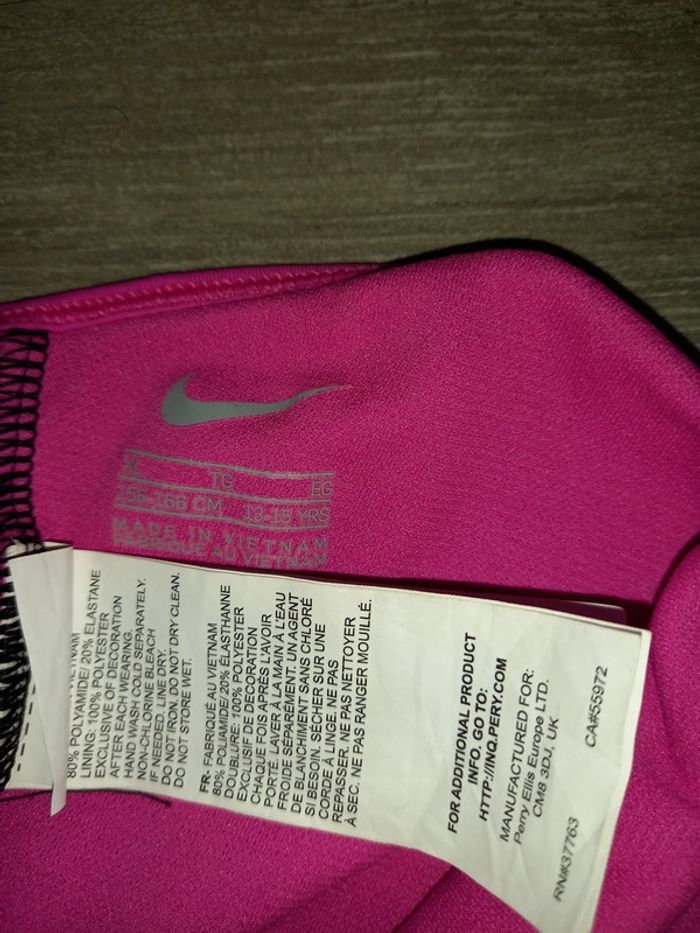 XL TG EG
156-166 CM 13-15 YRS
MADE IN VIETNAM
FABRIQUÉ AU VIETNAM
VIETNAM
80% POLYAMIDE/ 20% ELASTANE
LINING: 100% POLYESTER
EXCLUSIVE OF DECORATION
AFTER EACH WEARING,
HAND WASH COLD SEPARATELY.
NON-CHLORINE BLEACH
IF NEEDED. LINE DRY.
DO NOT IRON. DO NOT DRY CLEAN.
DO NOT STORE WET.
FR- FABRIQUÉ AU VIETNAM
80% POLIAMIDE/20% ÉLASTHANNE
DOUBLURE: 100% POLYESTER
EXCLUSIF DE DECORATION
CHAQUE FOIS APRÈS L'AVOIR
PORTÉ. LAVER À LA MAIN À L'EAU
FROIDE SÉPARÉMENT. UN AGENT
DE BLANCHIMENT SANS CHLORÉ
SI BESOIN. SÉCHER SUR UNE
CORDE À LINGE. NE PAS
REPASSER. NE PAS NETTOYER
À SEC. NE PAS RANGER MOUILLÉ.
FOR ADDITIONAL PRODUCT
INFO. GO TO:
HTTP://INQ.PERY.COM
MANUFACTURED FOR:
Perry Ellis Europe LTD.
CM8 3DJ, UK
RN#37763 CA#55972